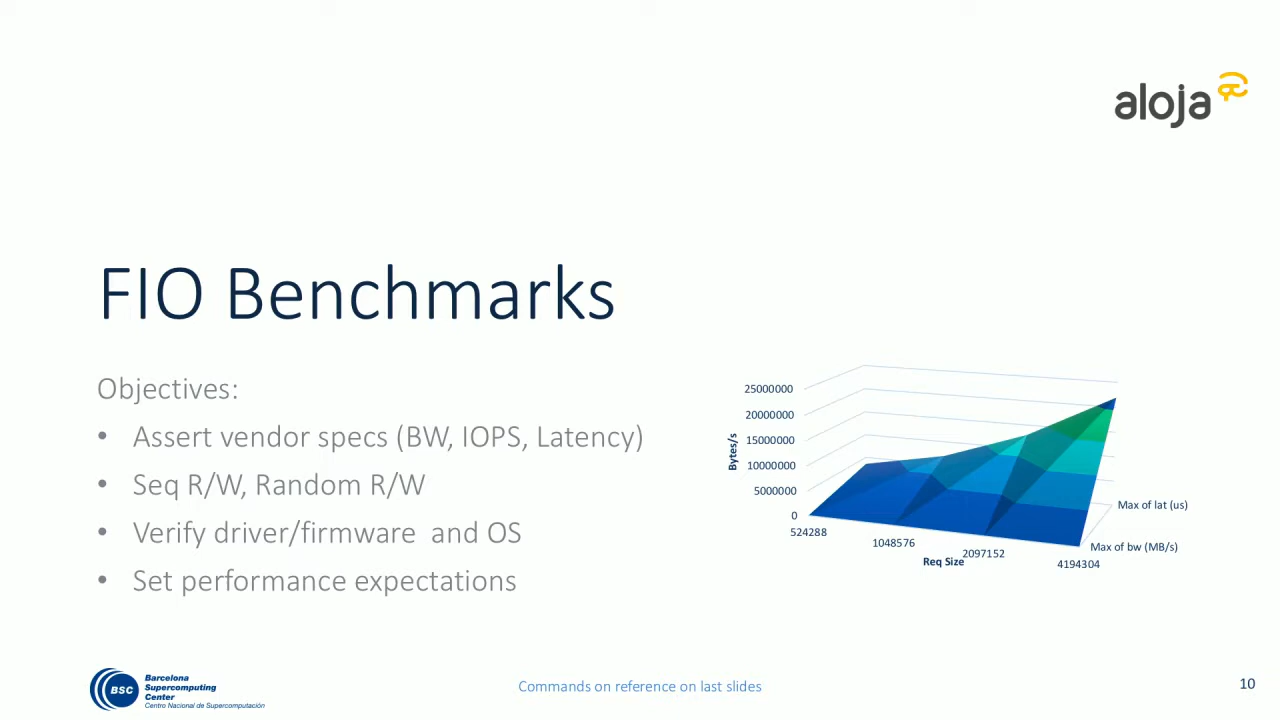 aloja
FIO Benchmarks
Objectives:
• Assert vendor specs (BW, IOPS, Latency)
• Seq R/W, Random R/W
• Verify driver/firmware and OS
• Set performance expectations
25000000
20000000
15000000
10000000
5000000
0
Bytes/s
524288
1048576
2097152
4194304
Req Size
Max of lat (us)
Max of bw (MB/s)
BSC
Barcelona
Supercomputing
Center
Centro Nacional de Supercomputación
Commands on reference on last slides
10